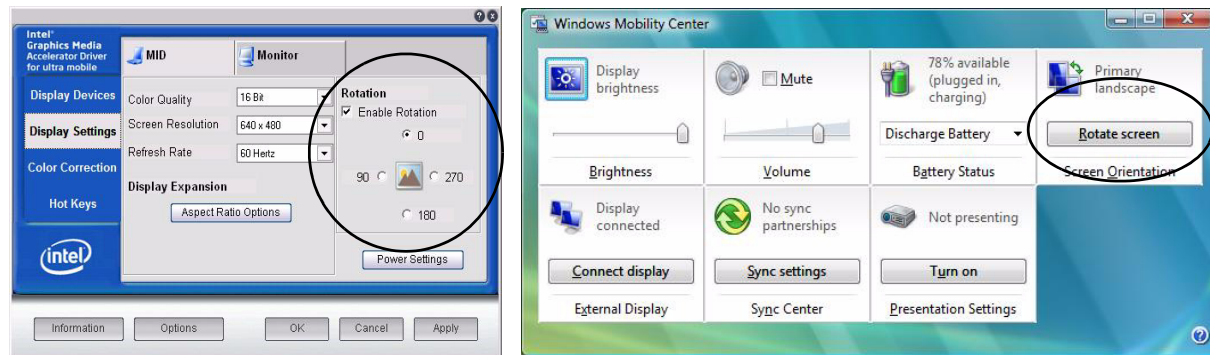 Intel®
Graphics Media
Accelerator Driver
for ultra mobile
MID
Monitor
Display Devices
Display Settings
Color Correction
Hot Keys
intel
Color Quality
16 Bit
Screen Resolution
640 x 480
Refresh Rate
60 Hertz
Display Expansion
Aspect Ratio Options
Rotation
Enable Rotation
0
90
270
180
Power Settings
Information
Options
OK
Cancel
Apply
Windows Mobility Center
Display
brightness
Brightness
Mute
Volume
78% available
(plugged in,
charging)
Discharge Battery
Battery Status
Primary
landscape
Rotate screen
Screen Orientation
Display
connected
Connect display
External Display
No sync
partnerships
Sync settings
Sync Center
Not presenting
Turn on
Presentation Settings